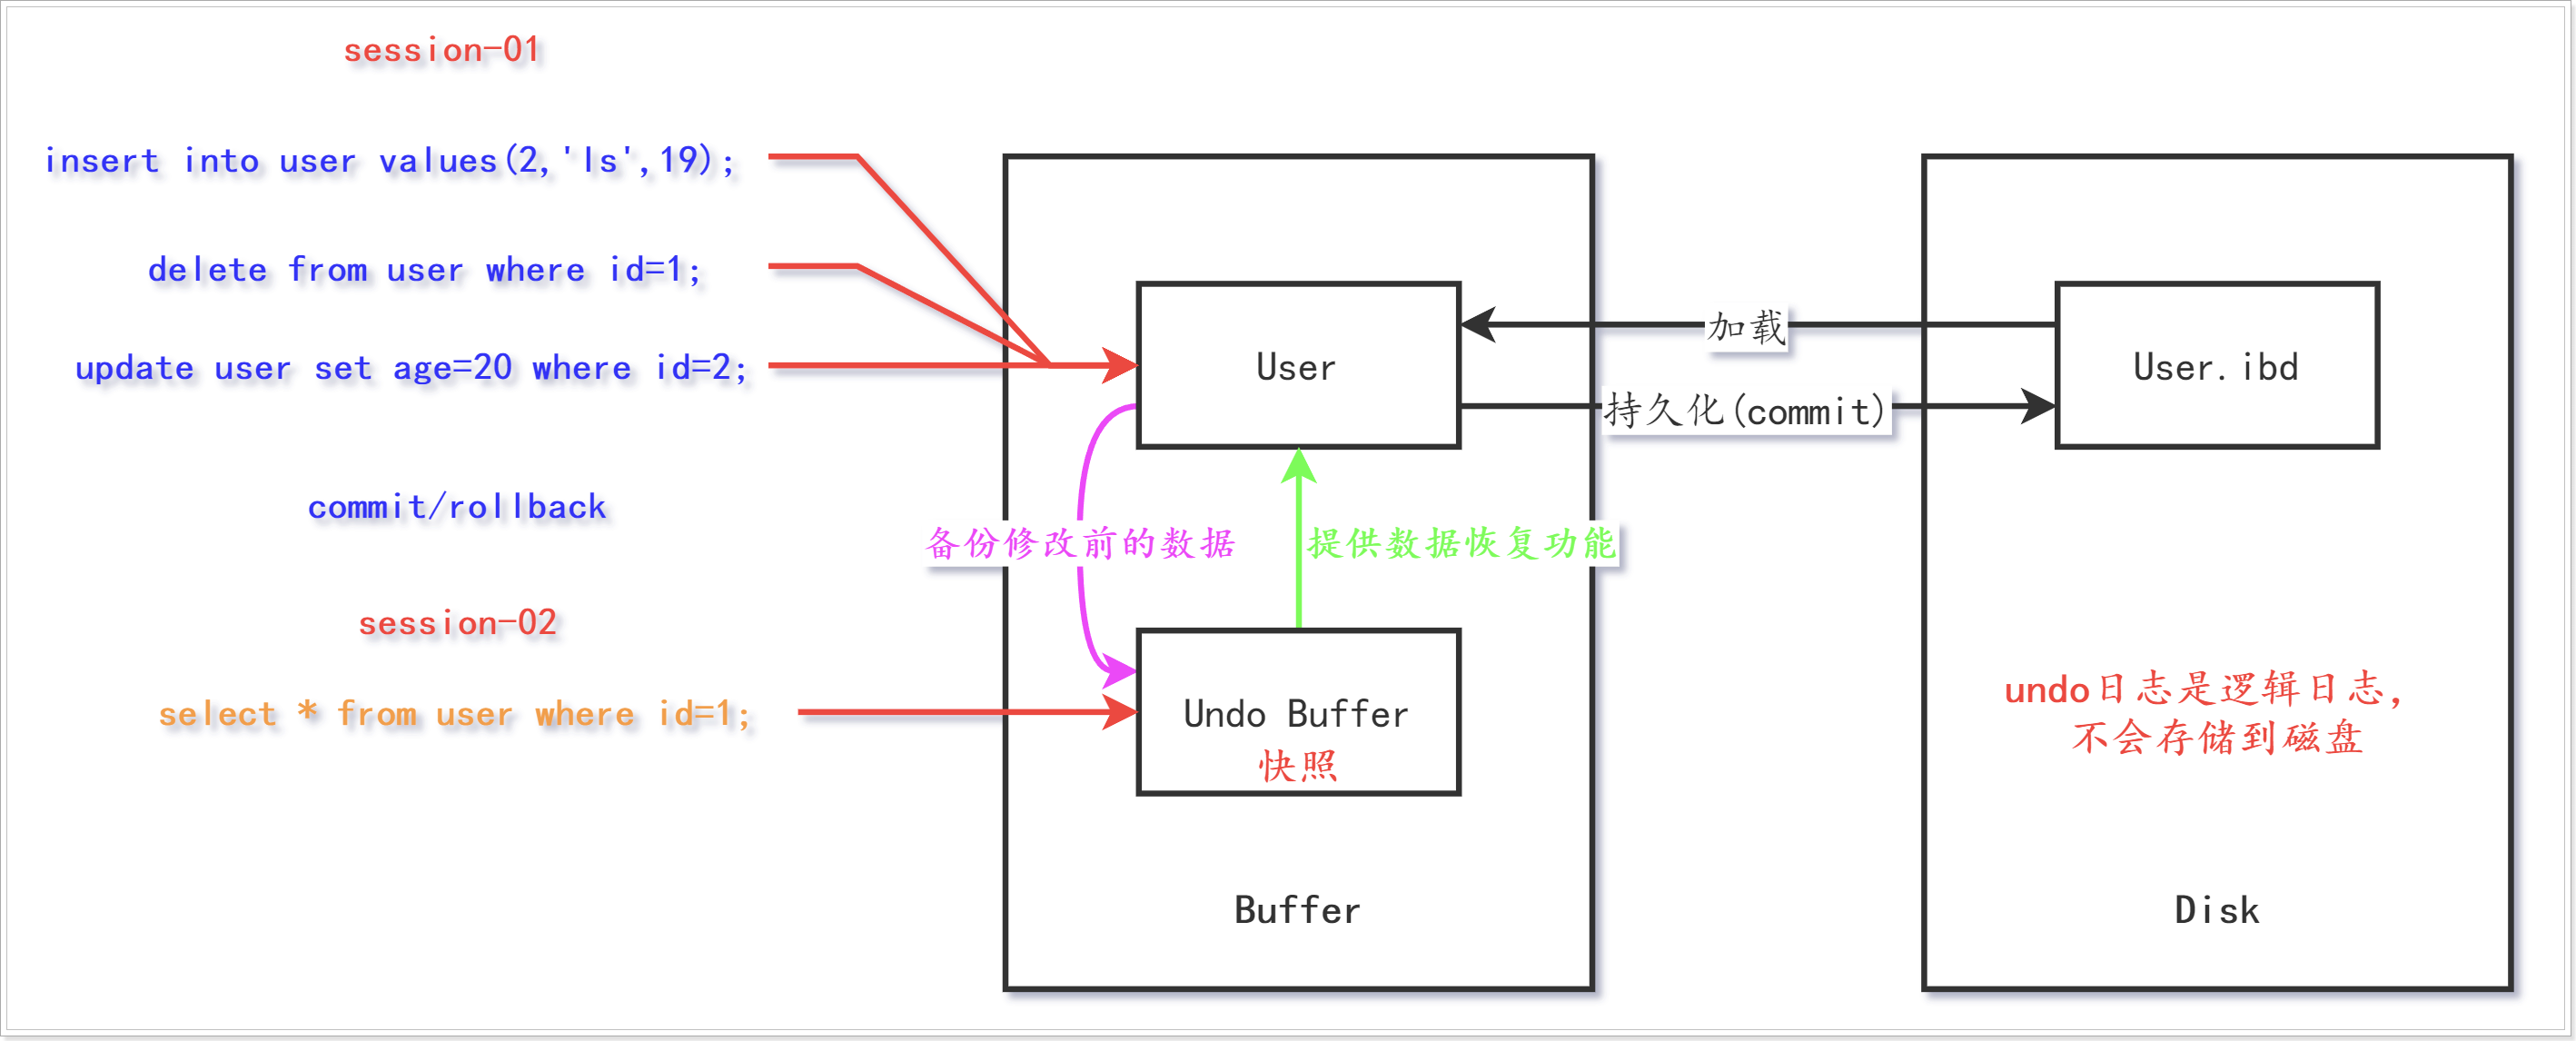 session-01
insert into user values(2,'ls',19);
delete from user where id=1;
update user set age=20 where id=2;
commit/rollback
session-02
select * from user where id=1;
User
备份修改前的数据
提供数据恢复功能
Undo Buffer
快照
Buffer
加载
持久化(commit)
User.ibd
undo日志是逻辑日志,
不会存储到磁盘
Disk